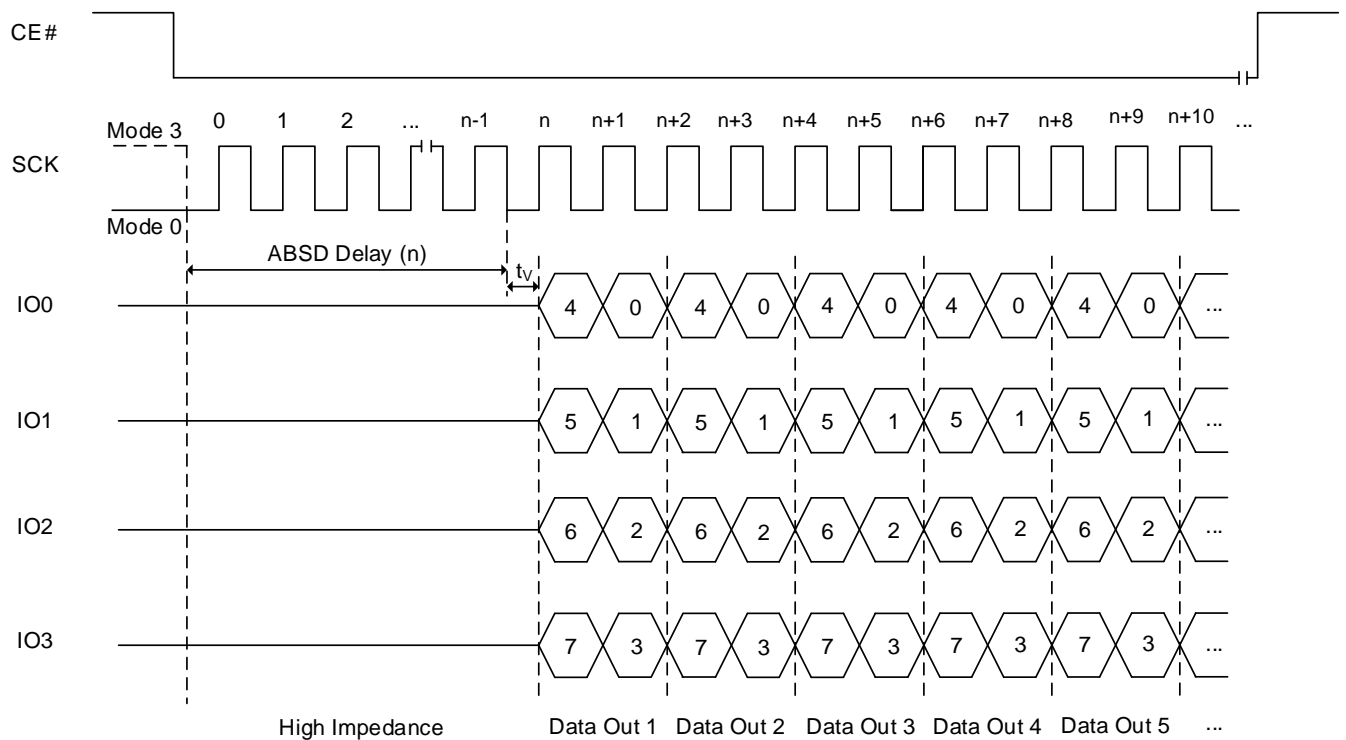 CE#
0 1 2 ... n-1 n n+1 n+2 n+3 n+4 n+5 n+6 n+7 n+8 n+9 n+10 ...
Mode 3
SCK
Mode 0
ABSD Delay (n)
tV
IO0 4 0 4 0 4 0 4 0 4 0 ...
IO1 5 1 5 1 5 1 5 1 5 1 ...
IO2 6 2 6 2 6 2 6 2 6 2 ...
IO3 7 3 7 3 7 3 7 3 7 3 ...
High Impedance Data Out 1 Data Out 2 Data Out 3 Data Out 4 Data Out 5 ...